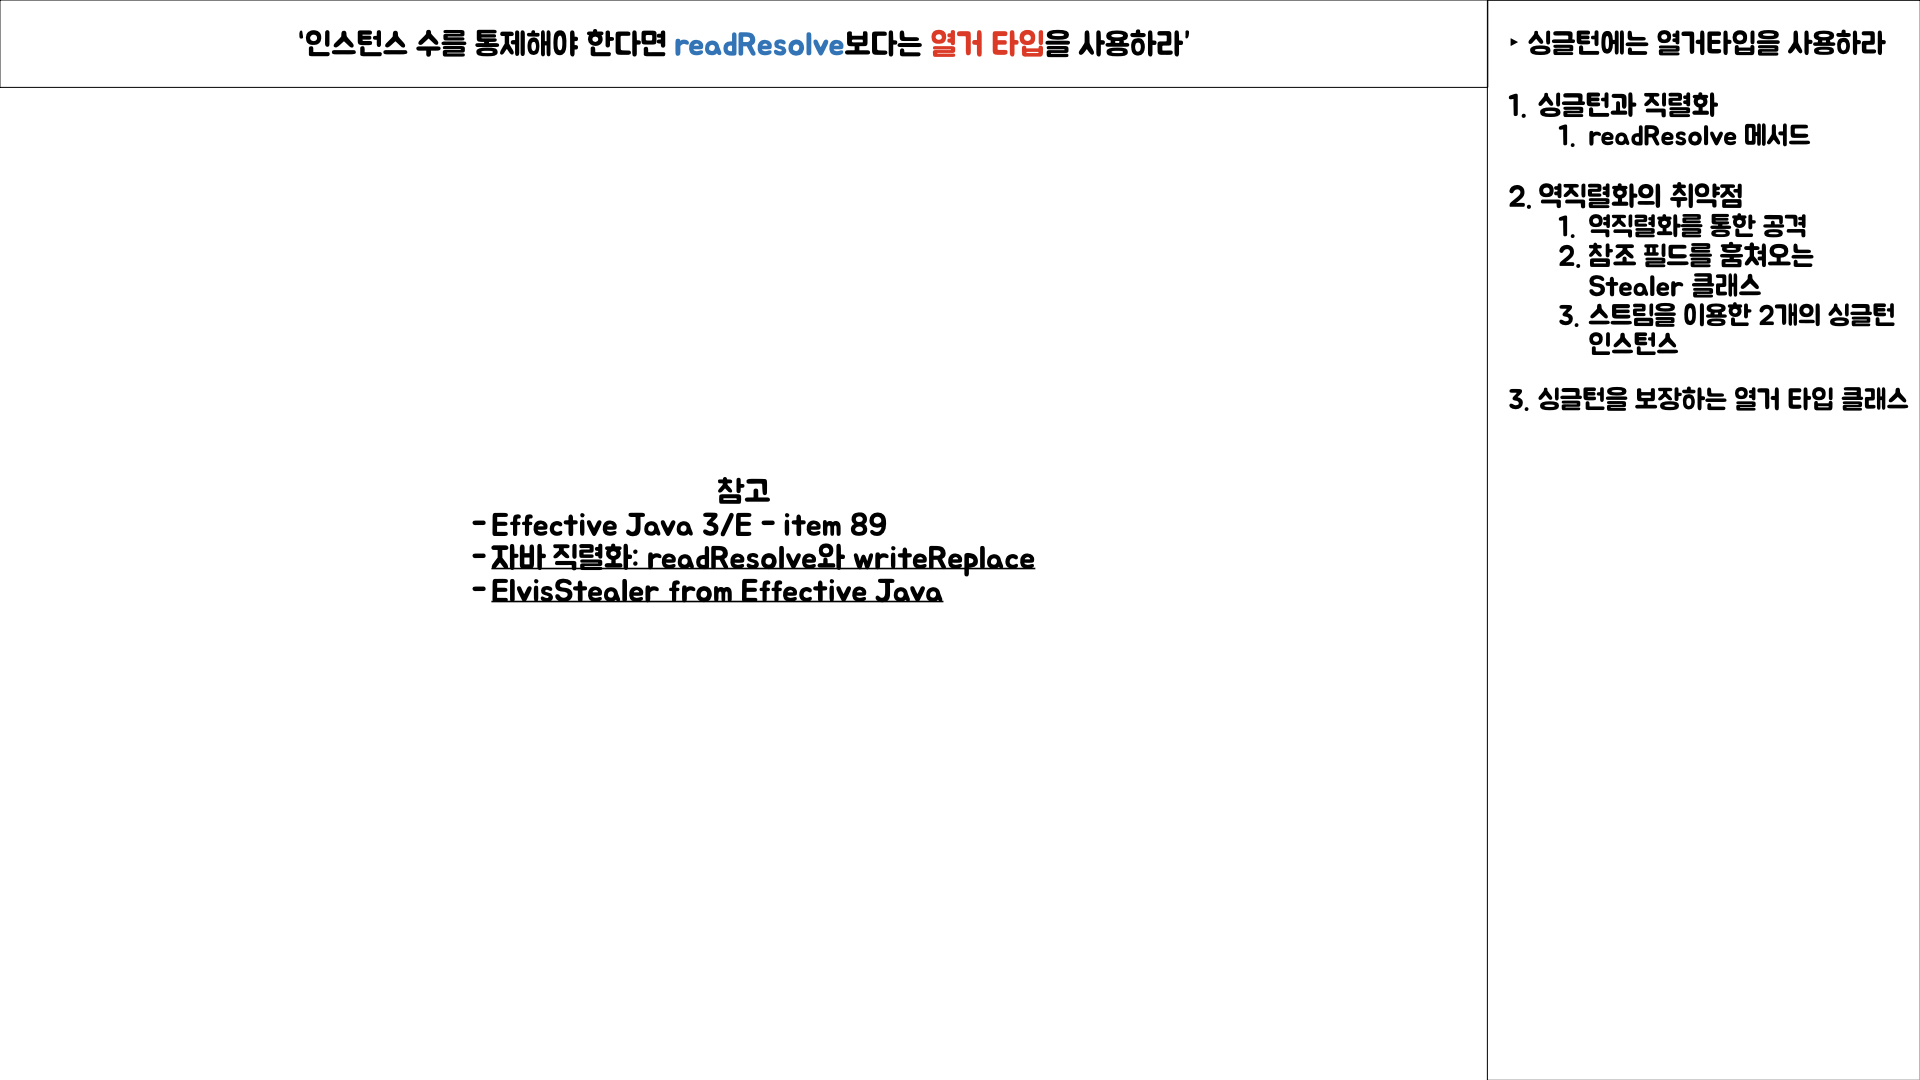 ‘인스턴스 수를 통제해야 한다면 readResolve보다는 열거 타입을 사용하라’
참고
- Effective Java 3/E - item 89
- 자바 직렬화: readResolve와 writeReplace
- ElvisStealer from Effective Java
‣ 싱글턴에는 열거타입을 사용하라
1. 싱글턴과 직렬화
1. readResolve 메서드
2. 역직렬화의 취약점
1. 역직렬화를 통한 공격
2. 참조 필드를 훔쳐오는
Stealer 클래스
3. 스트림을 이용한 2개의 싱글턴
인스턴스
3. 싱글턴을 보장하는 열거 타입 클래스